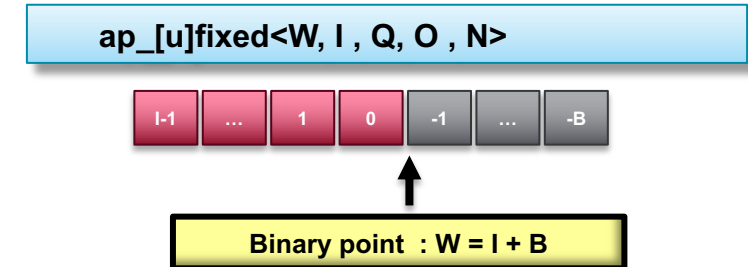 ap_[u]fixed<W, I , Q, O , N>
I-1 ... 1 0 -1 ... -B
Binary point : W = I + B